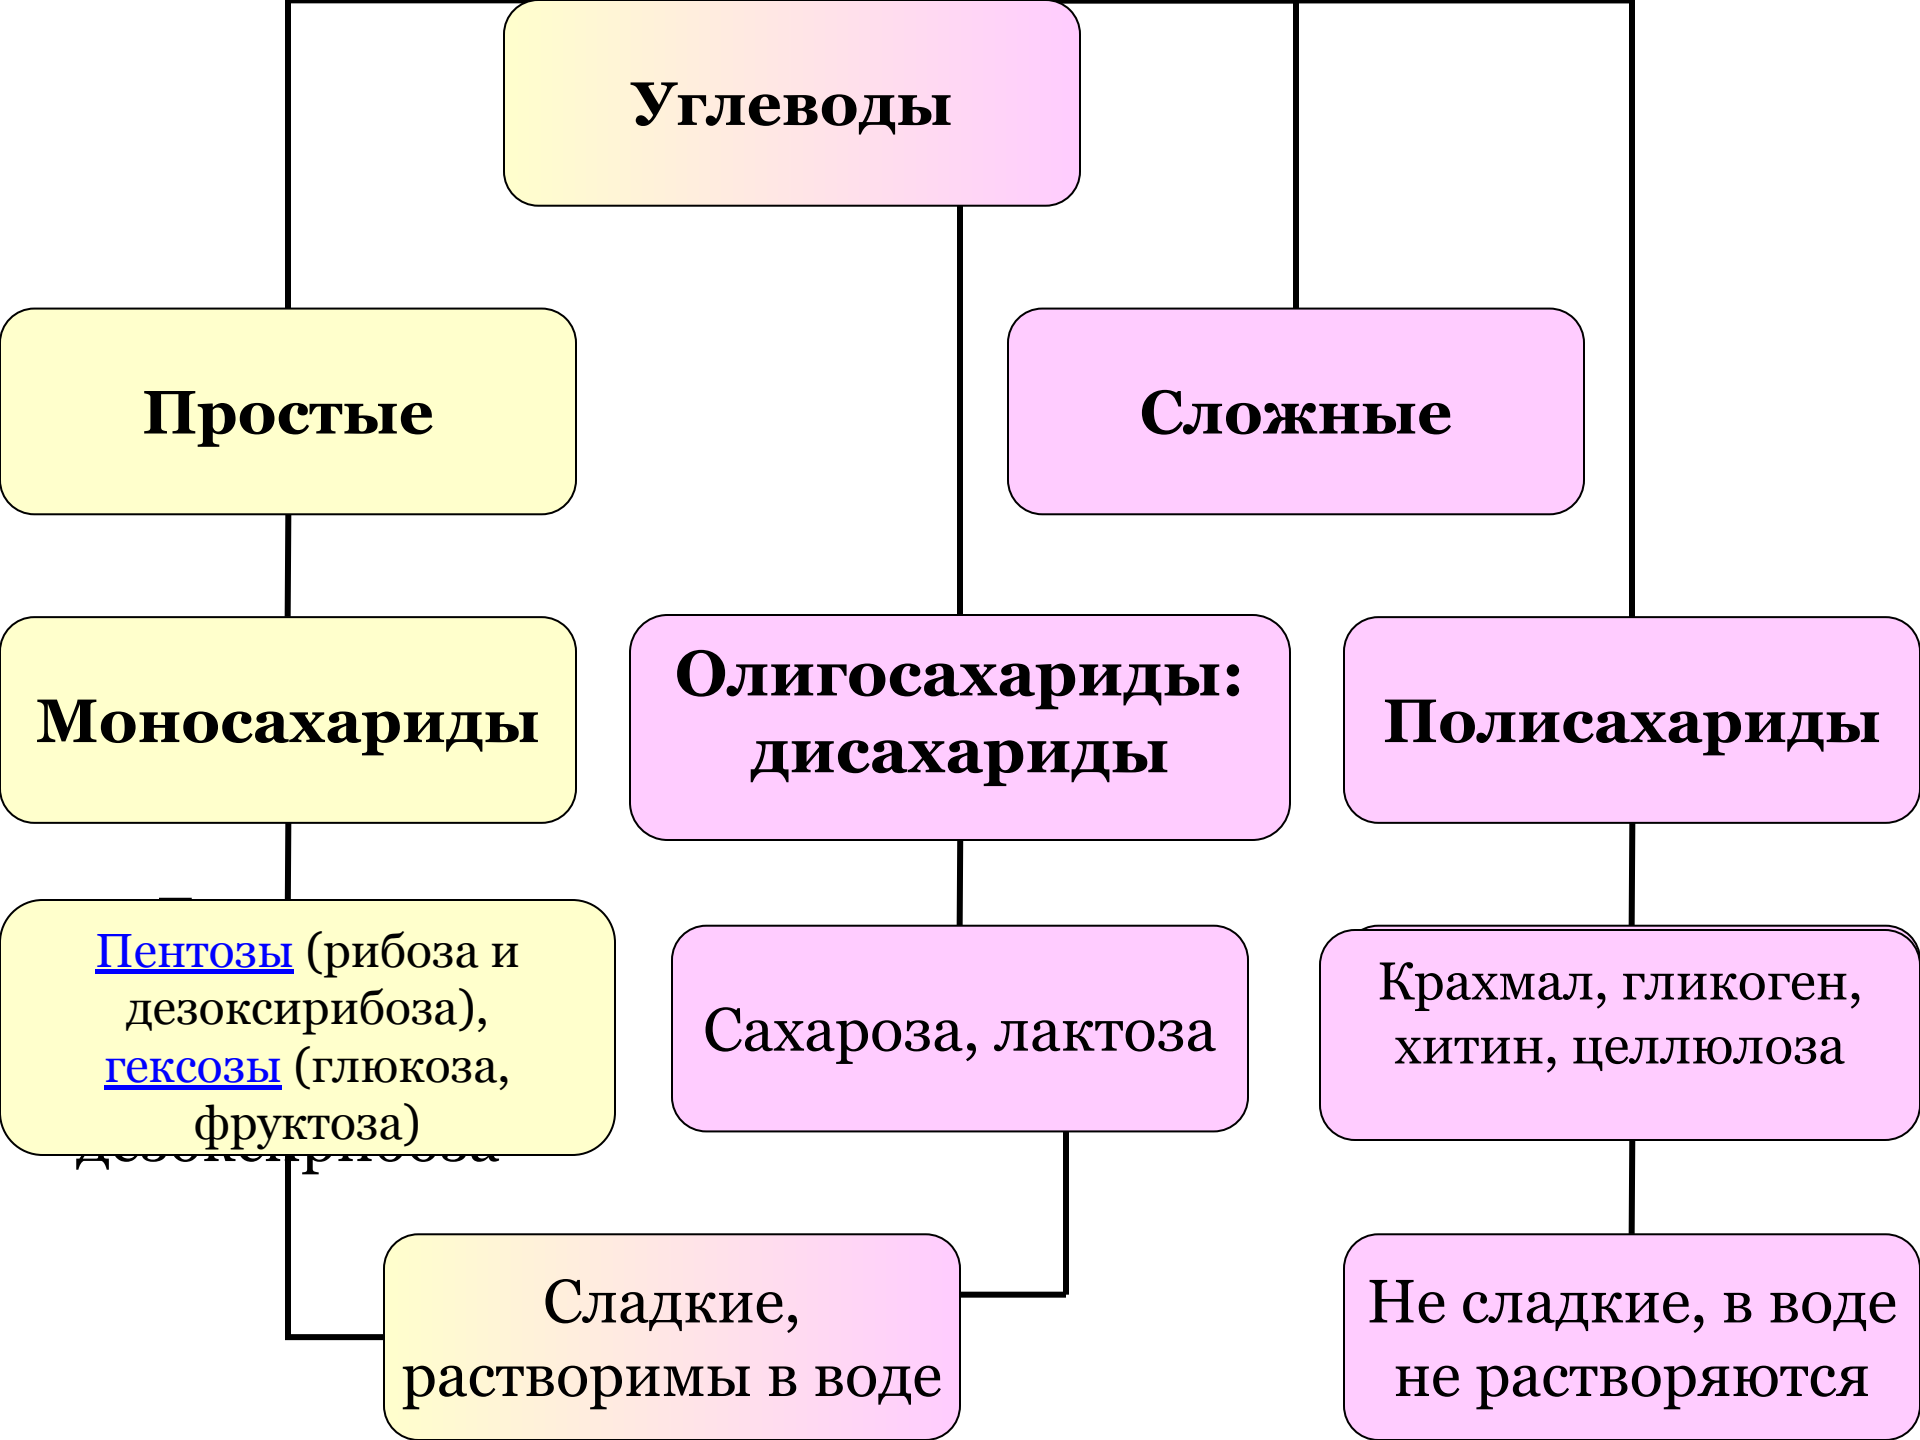 Углеводы
Простые
Сложные
Моносахариды
Олигосахариды:
дисахариды
Полисахариды
Пентозы (рибоза и
дезоксирибоза),
гексозы (глюкоза,
фруктоза)
Сахароза, лактоза
Крахмал, гликоген,
хитин, целлюлоза
Сладкие,
растворимы в воде
Не сладкие, в воде
не растворяются